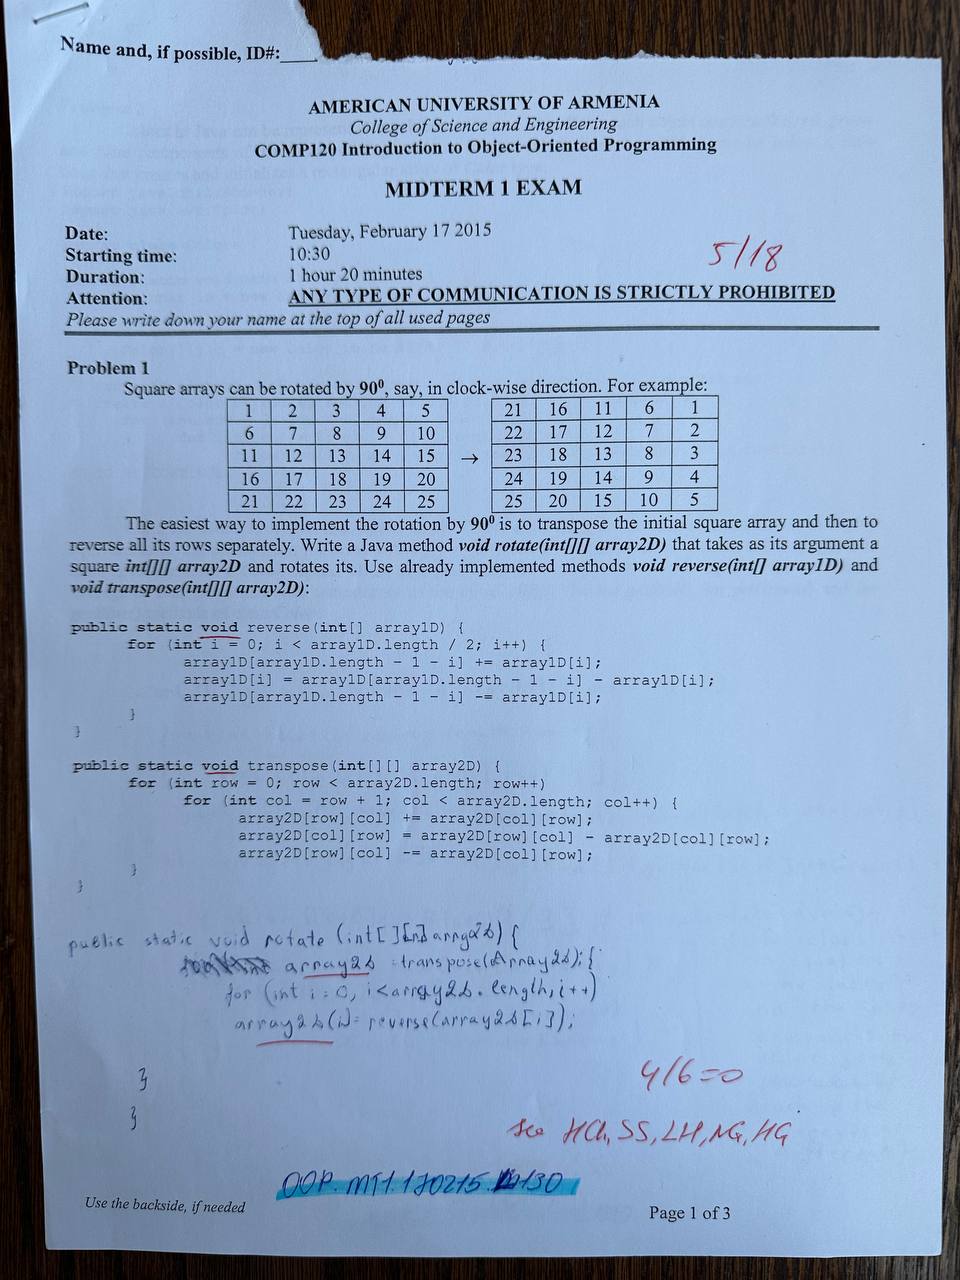 Name and, if possible, ID#:____
AMERICAN UNIVERSITY OF ARMENIA
College of Science and Engineering
COMP120 Introduction to Object-Oriented Programming
MIDTERM 1 EXAM
Date: Tuesday, February 17 2015
Starting time: 10:30
5/18
Duration: 1 hour 20 minutes
Attention: ANY TYPE OF COMMUNICATION IS STRICTLY PROHIBITED
Please write down your name at the top of all used pages
Problem 1
Square arrays can be rotated by 90⁰, say, in clock-wise direction. For example:
1 2 3 4 5 21 16 11 6 1
6 7 8 9 10 22 17 12 7 2
11 12 13 14 15 → 23 18 13 8 3
16 17 18 19 20 24 19 14 9 4
21 22 23 24 25 25 20 15 10 5
The easiest way to implement the rotation by 90⁰ is to transpose the initial square array and then to
reverse all its rows separately. Write a Java method void rotate(int[][] array2D) that takes as its argument a
square int[][] array2D and rotates its. Use already implemented methods void reverse(int[] array1D) and
void transpose(int[][] array2D):
public static void reverse(int[] array1D) {
for (int i = 0; i < array1D.length / 2; i++) {
array1D[array1D.length - 1 - i] += array1D[i];
array1D[i] = array1D[array1D.length - 1 - i] - array1D[i];
array1D[array1D.length - 1 - i] -= array1D[i];
}
}
public static void transpose(int[][] array2D) {
for (int row = 0; row < array2D.length; row++)
for (int col = row + 1; col < array2D.length; col++) {
array2D[row][col] += array2D[col][row];
array2D[col][row] = array2D[row][col] - array2D[col][row];
array2D[row][col] -= array2D[col][row];
}
}
public static void rotate (int[][] array2D) {
array2D = transpose(Array2D); {
for (int i = 0, i<array2D.length, i++)
array2D(i)= reverse(array2D[i]);
}
}
4/6=0
see HCh, SS, LH, NG, HG
OOP. MT1.170215. 130
Use the backside, if needed
Page 1 of 3